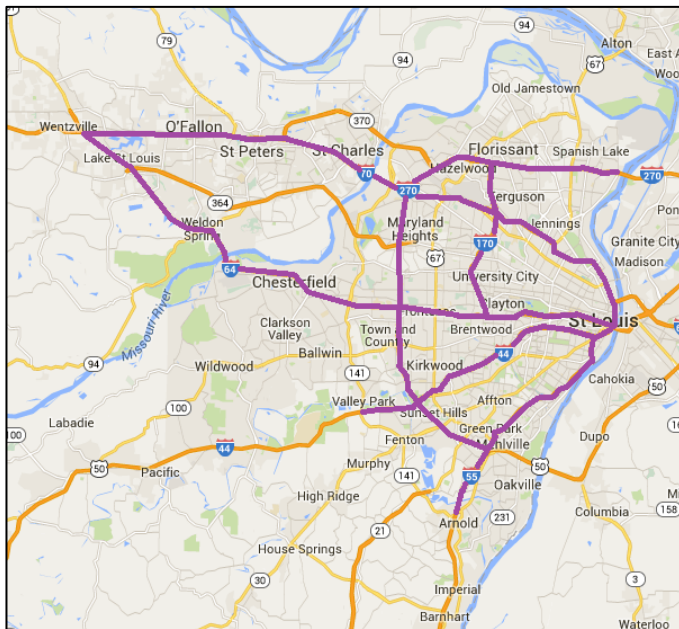 79
94
Alton
67
East A
Woo
Old Jamestown
94
370
Wentzville
O'Fallon
St Peters
St Charles
Florissant
Spanish Lake
Hazelwood
Lake St Louis
70
270
270
364
Ferguson
Weldon
Spring
Maryland
Heights
Jennings
Pon
Granite City
170
67
Madison
64
Chesterfield
University City
Missouri River
Clayton
St Louis
Clarkson
Valley
Town and
Country
Brentwood
Ballwin
44
94
Wildwood
141
Kirkwood
Cahokia
50
100
Valley Park
Affton
Labadie
Sunset Hills
100
Green Park
Mehlville
Dupo
44
Fenton
50
Murphy
50
Pacific
141
55
Oakville
High Ridge
Columbia
158
231
Arnold
21
House Springs
30
3
Imperial
Barnhart
Waterloo